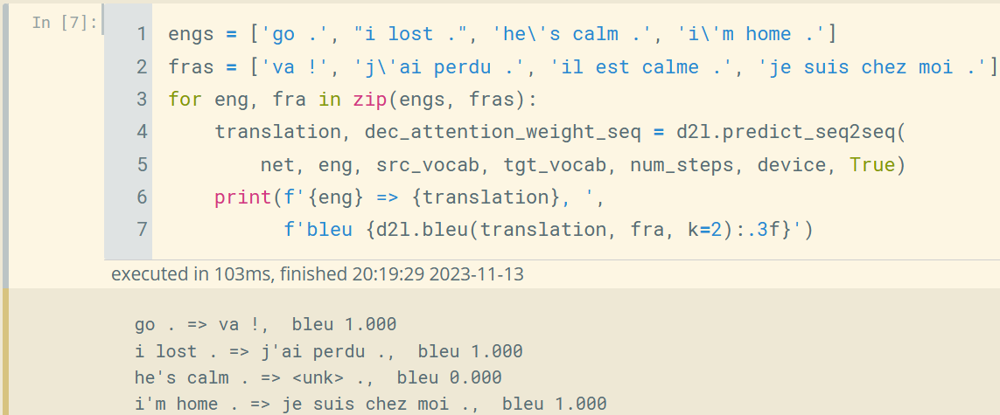 In [7]:
1 engs = ['go .', "i lost .", 'he\'s calm .', 'i\'m home .']
2 fras = ['va !', 'j\'ai perdu .', 'il est calme .', 'je suis chez moi .']
3 for eng, fra in zip(engs, fras):
4     translation, dec_attention_weight_seq = d2l.predict_seq2seq(
5         net, eng, src_vocab, tgt_vocab, num_steps, device, True)
6     print(f'{eng} => {translation}, ',
7           f'bleu {d2l.bleu(translation, fra, k=2):.3f}')
executed in 103ms, finished 20:19:29 2023-11-13
go . => va !,  bleu 1.000
i lost . => j'ai perdu .,  bleu 1.000
he's calm . => <unk> .,  bleu 0.000
i'm home . => je suis chez moi .,  bleu 1.000